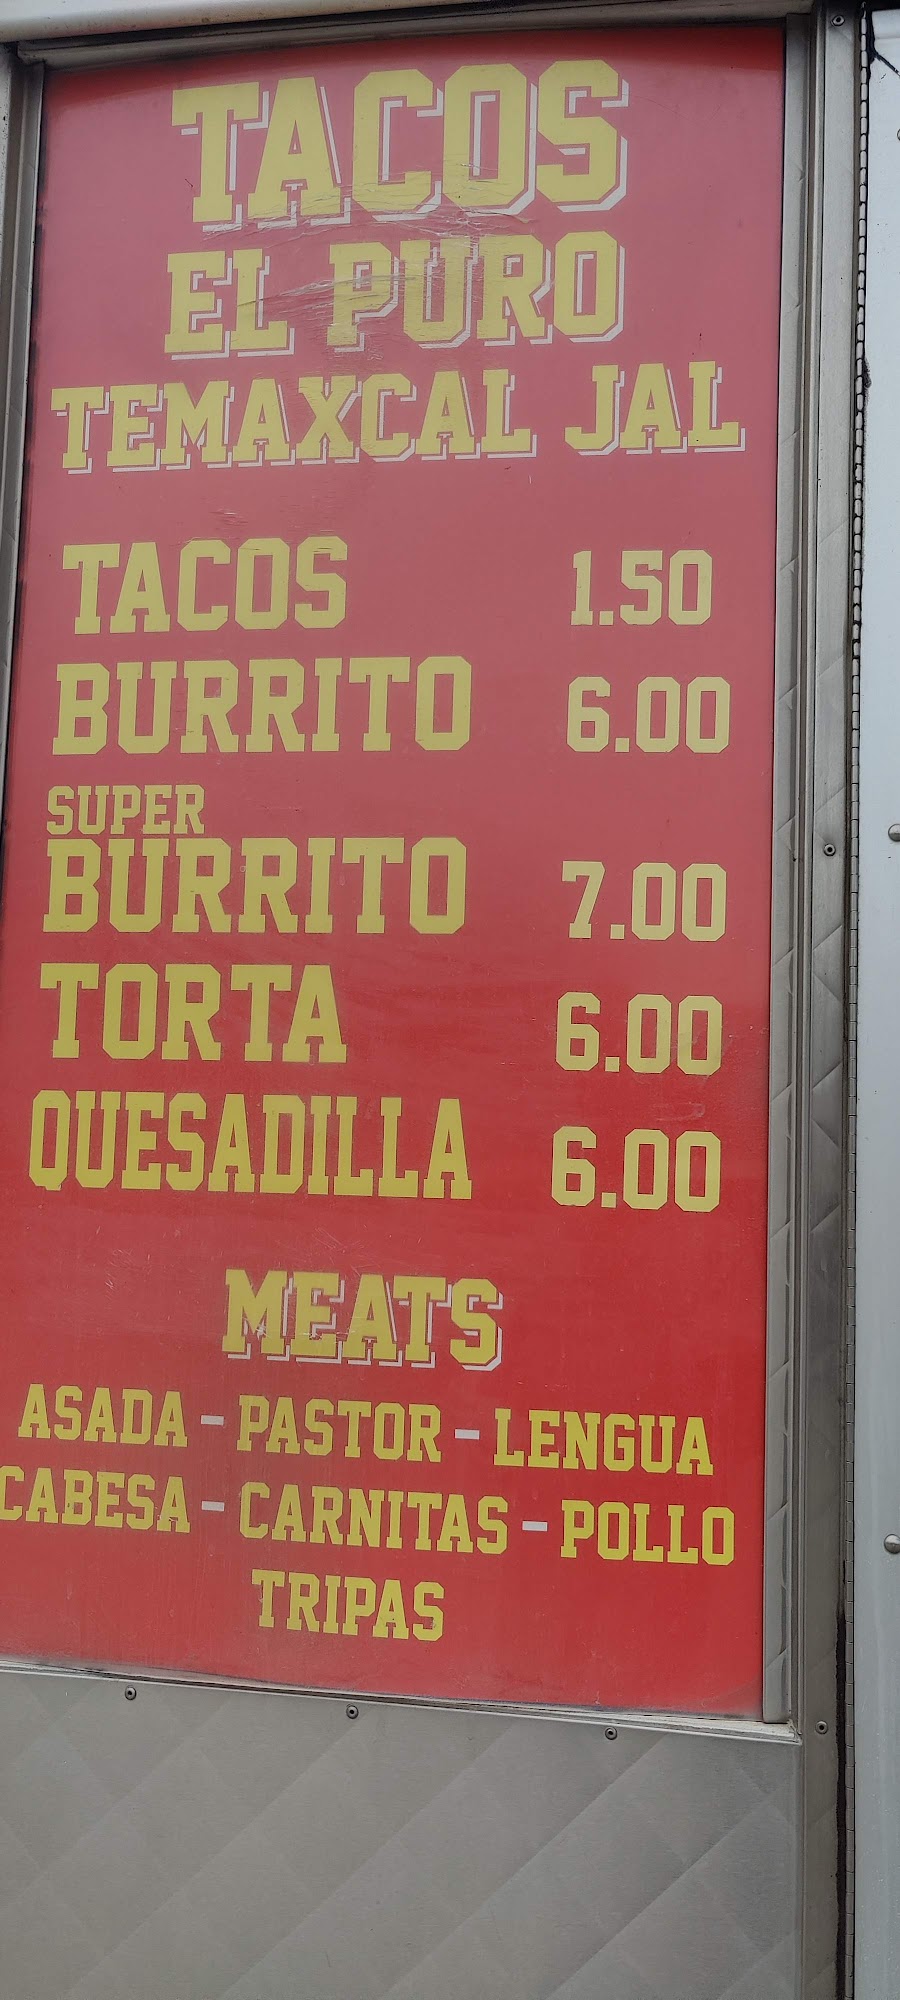 TACOS
EL PURO
TEMAXCAL JAL
TACOS 1.50
BURRITO 6.00
SUPER
BURRITO 7.00
TORTA 6.00
QUESADILLA 6.00
MEATS
ASADA - PASTOR - LENGUA
CABESA - CARNITAS - POLLO
TRIPAS